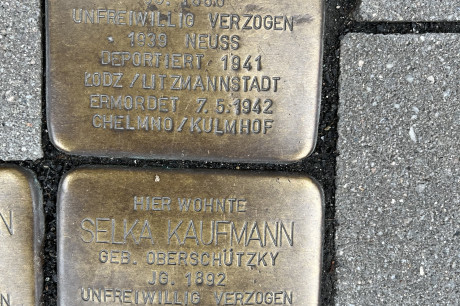 UNFREIWILLIG VERZOGEN
1939 NEUSS
DEPORTIERT 1941
ŁODZ/LITZMANNSTADT
ERMORDET 7.5.1942
CHELMNO/KULMHOF
HIER WOHNTE
SELKA KAUFMANN
GEB. OBERSCHÜTZKY
JG. 1892
UNFREIWILLIG VERZOGEN